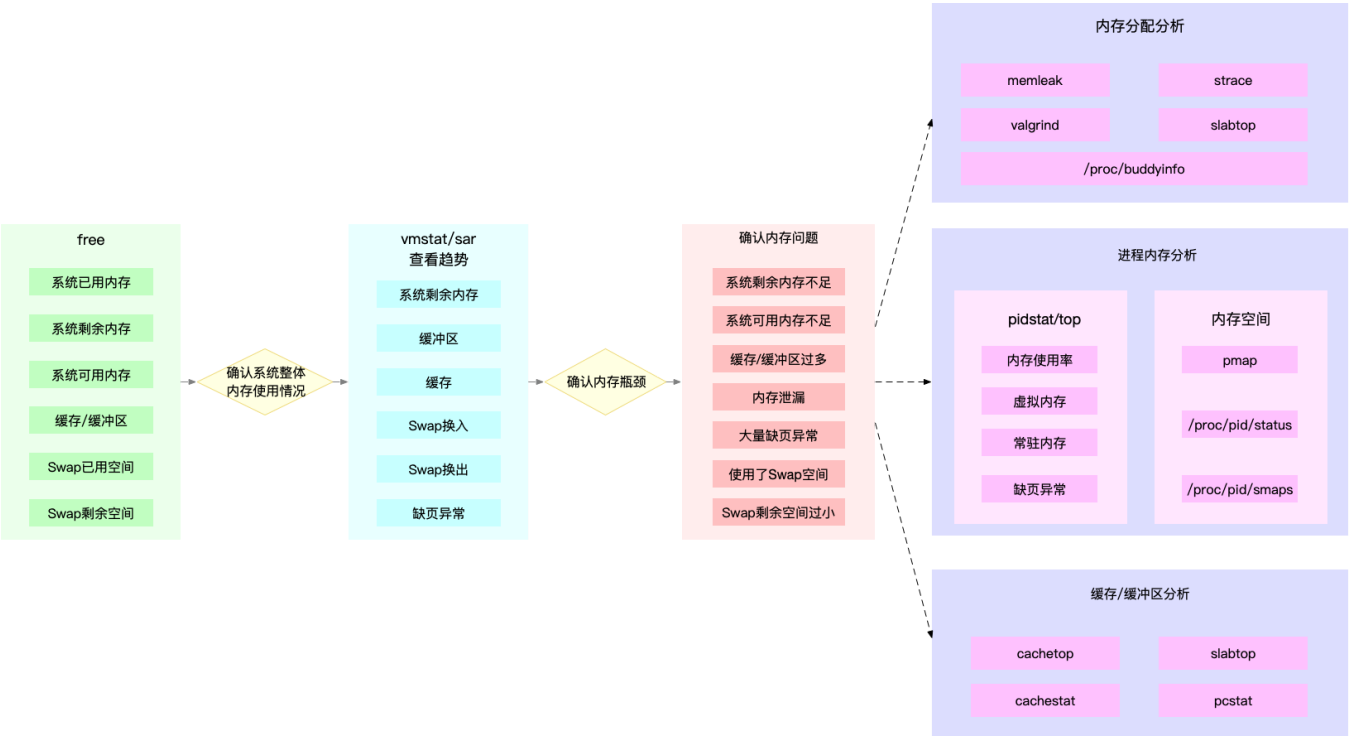 free
系统已用内存
系统剩余内存
系统可用内存
缓存/缓冲区
Swap已用空间
Swap剩余空间
确认系统整体
内存使用情况
vmstat/sar
查看趋势
系统剩余内存
缓冲区
缓存
Swap换入
Swap换出
缺页异常
确认内存瓶颈
确认内存问题
系统剩余内存不足
系统可用内存不足
缓存/缓冲区过多
内存泄漏
大量缺页异常
使用了Swap空间
Swap剩余空间过小
内存分配分析
memleak
strace
valgrind
slabtop
/proc/buddyinfo
进程内存分析
pidstat/top
内存使用率
虚拟内存
常驻内存
缺页异常
内存空间
pmap
/proc/pid/status
/proc/pid/smaps
缓存/缓冲区分析
cachetop
slabtop
cachestat
pcstat